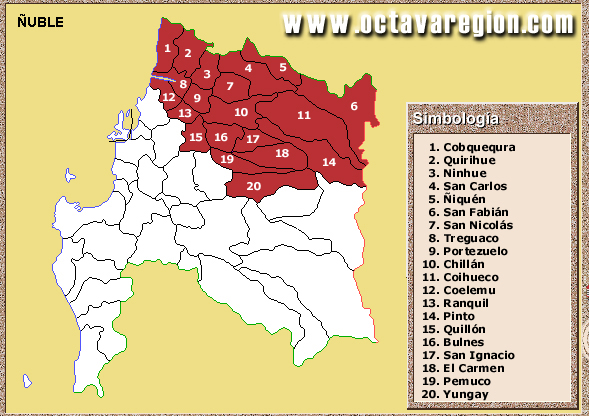 ÑUBLE
www.octavaregion.com
1
2
3
4
5
6
7
8
9
10
11
12
13
14
15
16
17
18
19
20
Simbología
1. Cobquequra
2. Quirihue
3. Ninhue
4. San Carlos
5. Ñiquén
6. San Fabián
7. San Nicolás
8. Treguaco
9. Portezuelo
10. Chillán
11. Coihueco
12. Coelemu
13. Ranquil
14. Pinto
15. Quillón
16. Bulnes
17. San Ignacio
18. El Carmen
19. Pemuco
20. Yungay